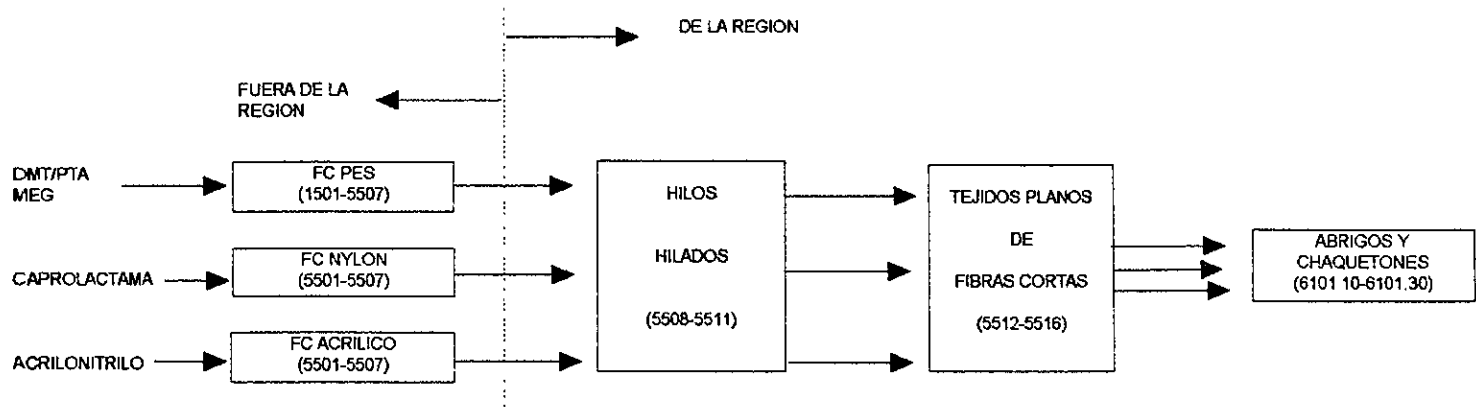 DE LA REGION
FUERA DE LA
REGION
DMT/PTA
MEG
FC PES
(1501-5507)
CAPROLACTAMA
FC NYLON
(5501-5507)
ACRILONITRILO
FC ACRILICO
(5501-5507)
HILOS
HILADOS
(5508-5511)
TEJIDOS PLANOS
DE
FIBRAS CORTAS
(5512-5516)
ABRIGOS Y
CHAQUETONES
(6101 10-6101.30)